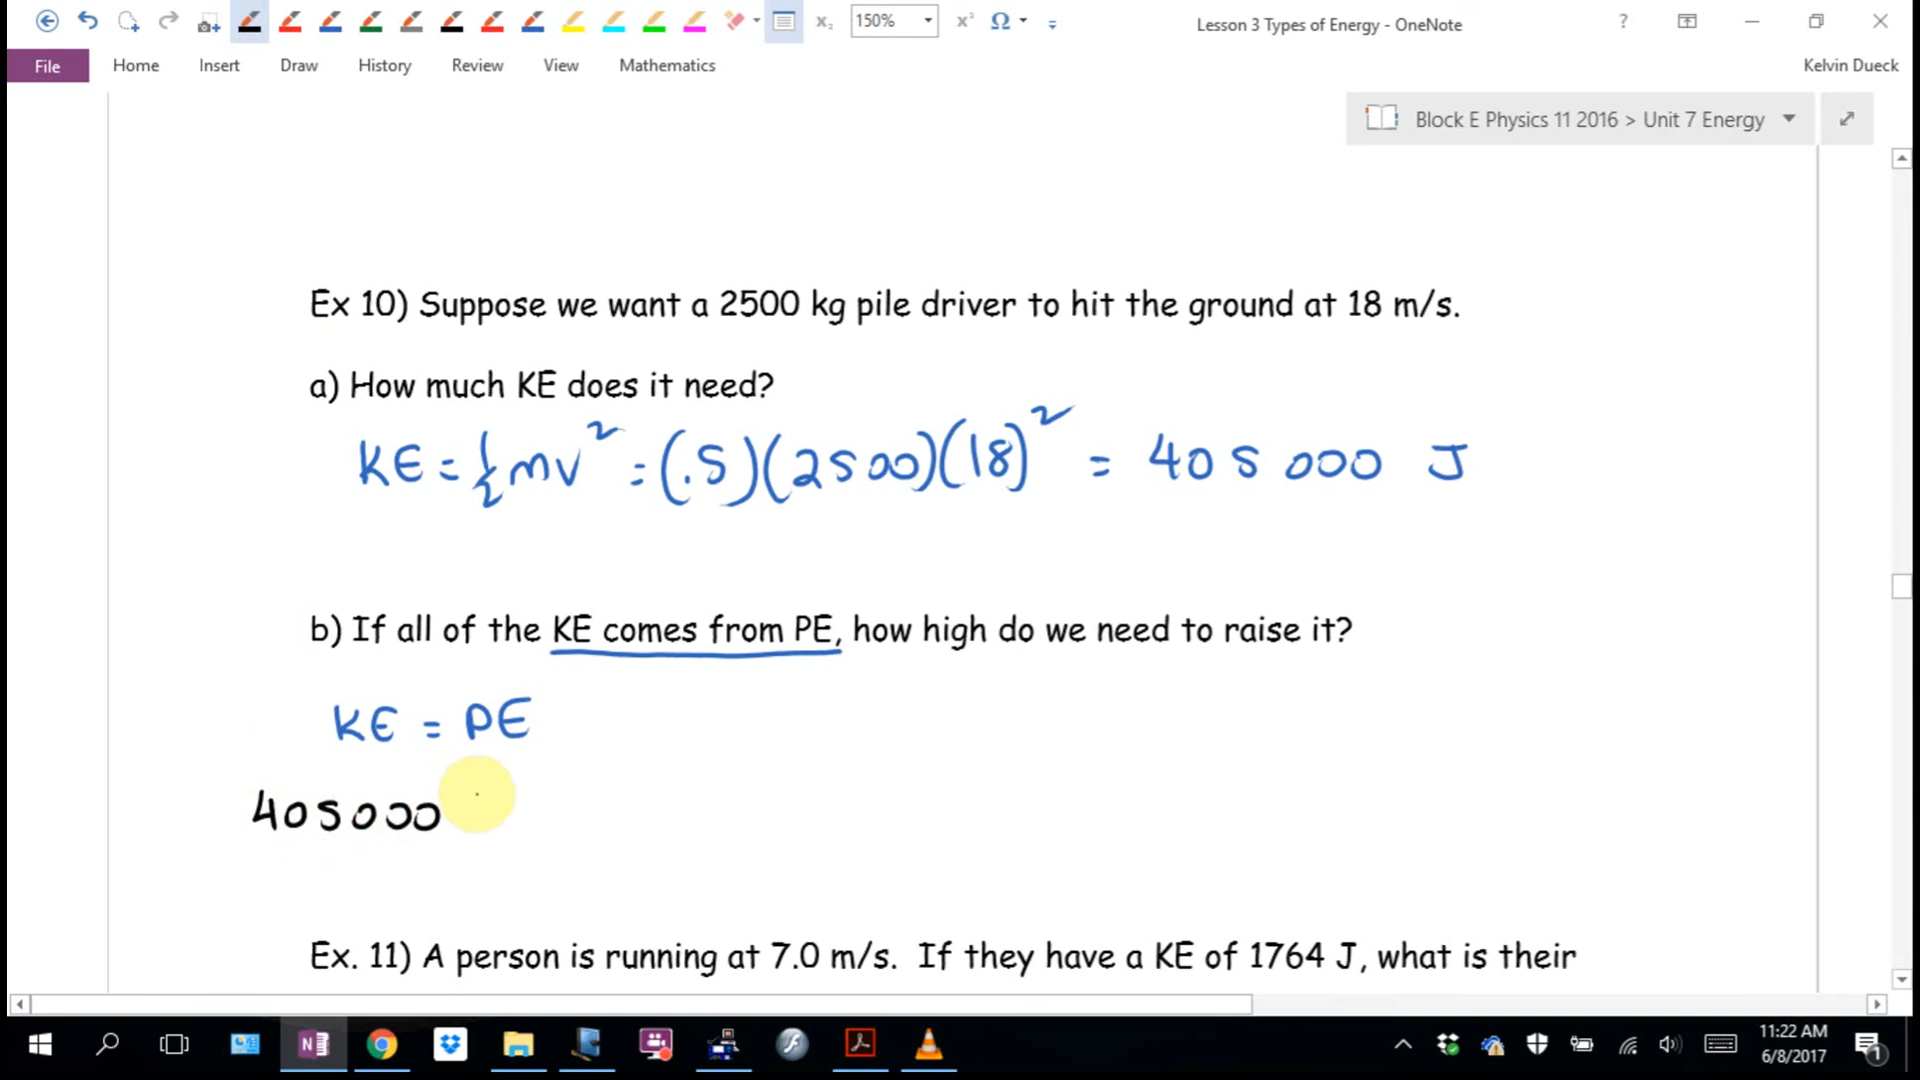 150%
Lesson 3 Types of Energy - OneNote
File Home Insert Draw History Review View Mathematics
Kelvin Dueck
Block E Physics 11 2016 > Unit 7 Energy
Ex 10) Suppose we want a 2500 kg pile driver to hit the ground at 18 m/s.
a) How much KE does it need?
KE = ½ mv² = (.5)(2500)(18)² = 405 000 J
b) If all of the KE comes from PE, how high do we need to raise it?
KE = PE
405000
Ex. 11) A person is running at 7.0 m/s. If they have a KE of 1764 J, what is their
11:22 AM
6/8/2017